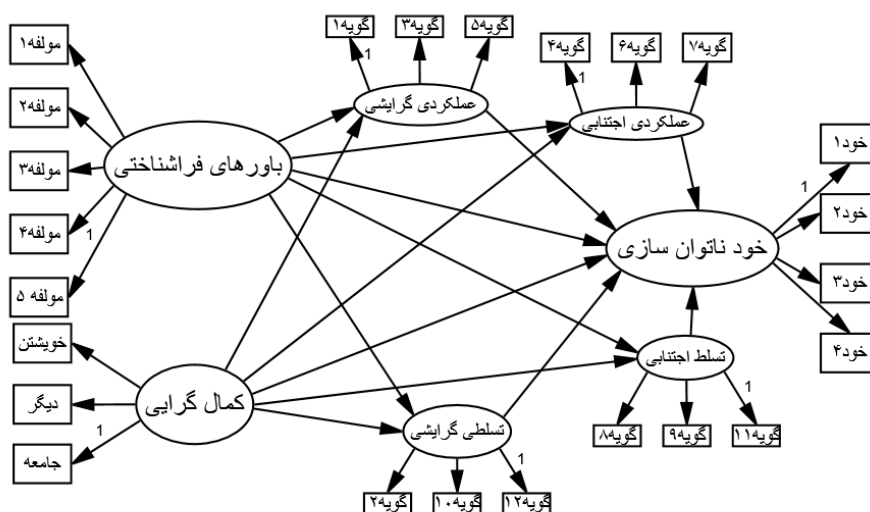 گویه۱
گویه۳
گویه۵
1
عملکردی گرایشی
گویه۴
گویه۶
گویه۷
1
عملکردی اجتنابی
مولفه۱
مولفه۲
مولفه۳
مولفه۴
1
مولفه ۵
باورهای فراشناختی
خود ناتوان سازی
1
خود۱
خود۲
خود۳
خود۴
خویشتن
دیگر
1
جامعه
کمال گرایی
تسلط اجتنابی
1
گویه۸
گویه۹
گویه۱۱
تسلطی گرایشی
1
گویه۲
گویه۱۰
گویه۱۲